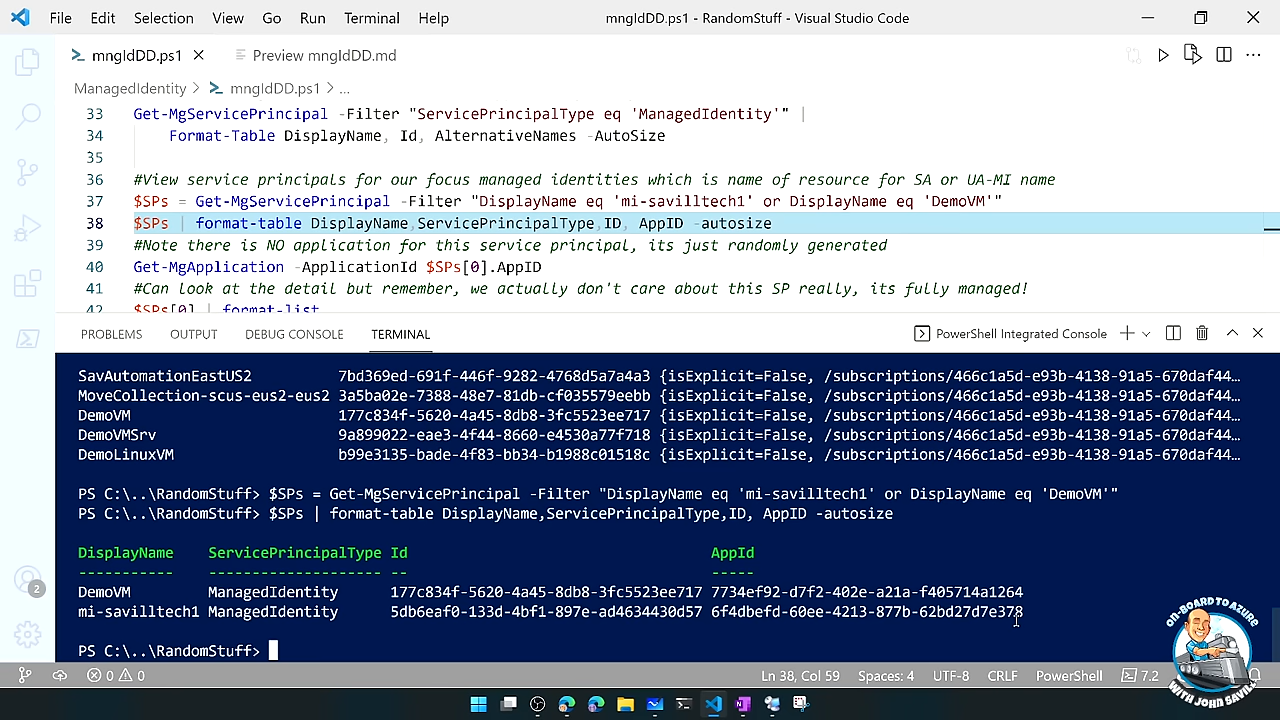 File Edit Selection View Go Run Terminal Help mngIdDD.ps1 - RandomStuff - Visual Studio Code
mngIdDD.ps1 Preview mngIdDD.md
ManagedIdentity > mngIdDD.ps1 > ...
33 Get-MgServicePrincipal -Filter "ServicePrincipalType eq 'ManagedIdentity'" |
34 Format-Table DisplayName, Id, AlternativeNames -AutoSize
35
36 #View service principals for our focus managed identities which is name of resource for SA or UA-MI name
37 $SPs = Get-MgServicePrincipal -Filter "DisplayName eq 'mi-savilltech1' or DisplayName eq 'DemoVM'"
38 $SPs | format-table DisplayName,ServicePrincipalType,ID, AppID -autosize
39 #Note there is NO application for this service principal, its just randomly generated
40 Get-MgApplication -ApplicationId $SPs[0].AppID
41 #Can look at the detail but remember, we actually don't care about this SP really, its fully managed!
42 $SPs[0] | format-list
PROBLEMS OUTPUT DEBUG CONSOLE TERMINAL PowerShell Integrated Console
SavAutomationEastUS2 7bd369ed-691f-446f-9282-4768d5a7a4a3 {isExplicit=False, /subscriptions/466c1a5d-e93b-4138-91a5-670daf44…
MoveCollection-scus-eus2-eus2 3a5ba02e-7388-48e7-81db-cf035579eebb {isExplicit=False, /subscriptions/466c1a5d-e93b-4138-91a5-670daf44…
DemoVM 177c834f-5620-4a45-8db8-3fc5523ee717 {isExplicit=False, /subscriptions/466c1a5d-e93b-4138-91a5-670daf44…
DemoVMSrv 9a899022-eae3-4f44-8660-e4530a77f718 {isExplicit=False, /subscriptions/466c1a5d-e93b-4138-91a5-670daf44…
DemoLinuxVM b99e3135-bade-4f83-bb34-b1988c01518c {isExplicit=False, /subscriptions/466c1a5d-e93b-4138-91a5-670daf44…
PS C:\..\RandomStuff> $SPs = Get-MgServicePrincipal -Filter "DisplayName eq 'mi-savilltech1' or DisplayName eq 'DemoVM'"
PS C:\..\RandomStuff> $SPs | format-table DisplayName,ServicePrincipalType,ID, AppID -autosize
DisplayName ServicePrincipalType Id AppId
----------- -------------------- -- -----
DemoVM ManagedIdentity 177c834f-5620-4a45-8db8-3fc5523ee717 7734ef92-d7f2-402e-a21a-f405714a1264
mi-savilltech1 ManagedIdentity 5db6eaf0-133d-4bf1-897e-ad4634430d57 6f4dbefd-60ee-4213-877b-62bd27d7e378
PS C:\..\RandomStuff>
2
0 0 Ln 38, Col 59 Spaces: 4 UTF-8 CRLF PowerShell 7.2
ON-BOARD TO AZURE
WITH JOHN SAVILL